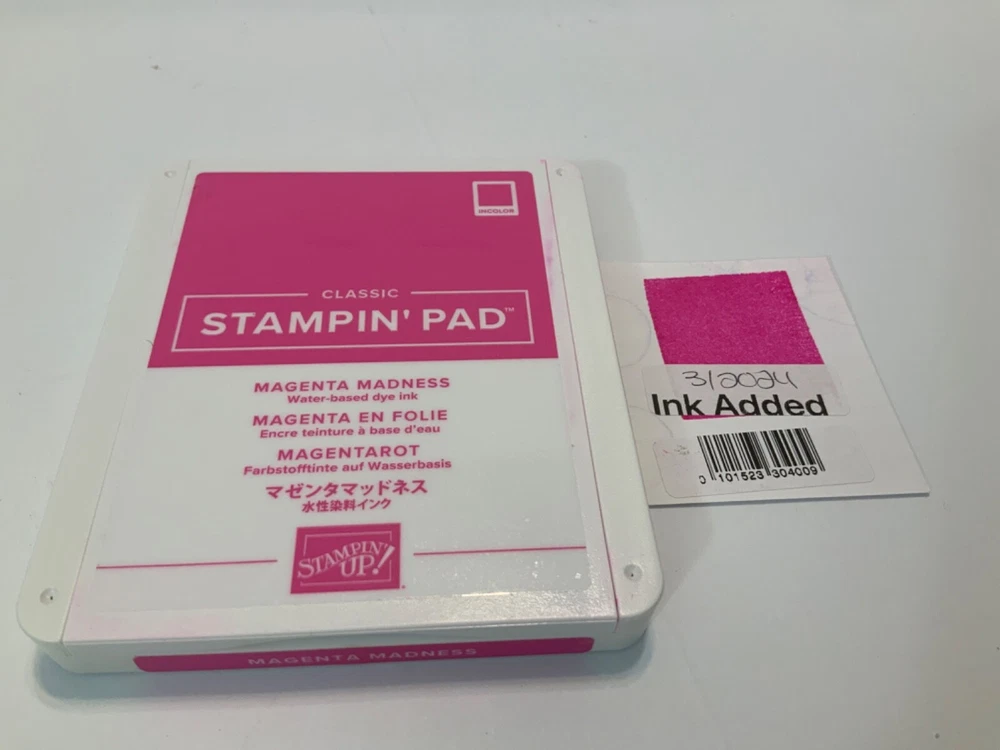 INCOLOR
CLASSIC
STAMPIN' PAD™
MAGENTA MADNESS
Water-based dye ink
MAGENTA EN FOLIE
Encre teinture à base d'eau
MAGENTAROT
Farbstofftinte auf Wasserbasis
マゼンタマッドネス
水性染料インク
STAMPIN' UP!
MAGENTA MADNESS
3/2024
Ink Added
0 101523 304009